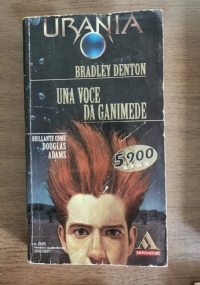 URANIA
BRADLEY DENTON
UNA VOCE
DA GANIMEDE
BRILLANTE COME
DOUGLAS
ADAMS
5.900
MONDADORI